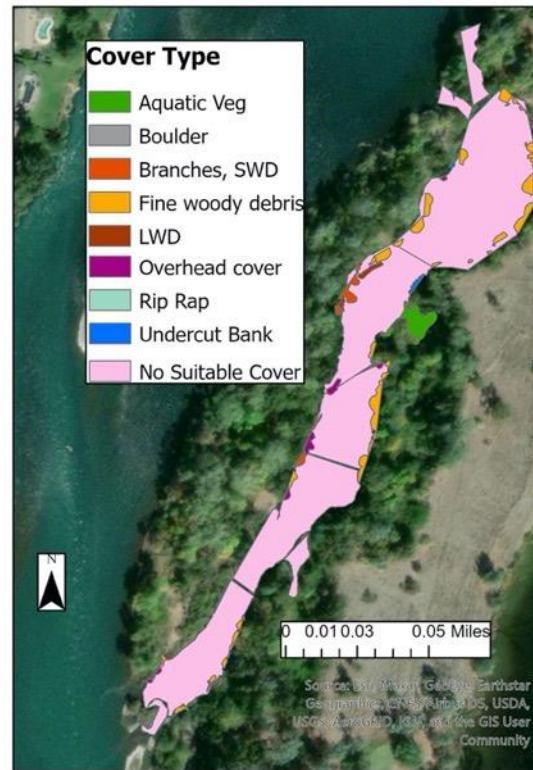 Cover Type
Aquatic Veg
Boulder
Branches, SWD
Fine woody debris
LWD
Overhead cover
Rip Rap
Undercut Bank
No Suitable Cover
N
0 0.01 0.03 0.05 Miles
Source: Esri, Maxar, GeoEye, Earthstar
Geographics, CNES/Airbus DS, USDA,
USGS, AeroGRID, IGN, and the GIS User
Community